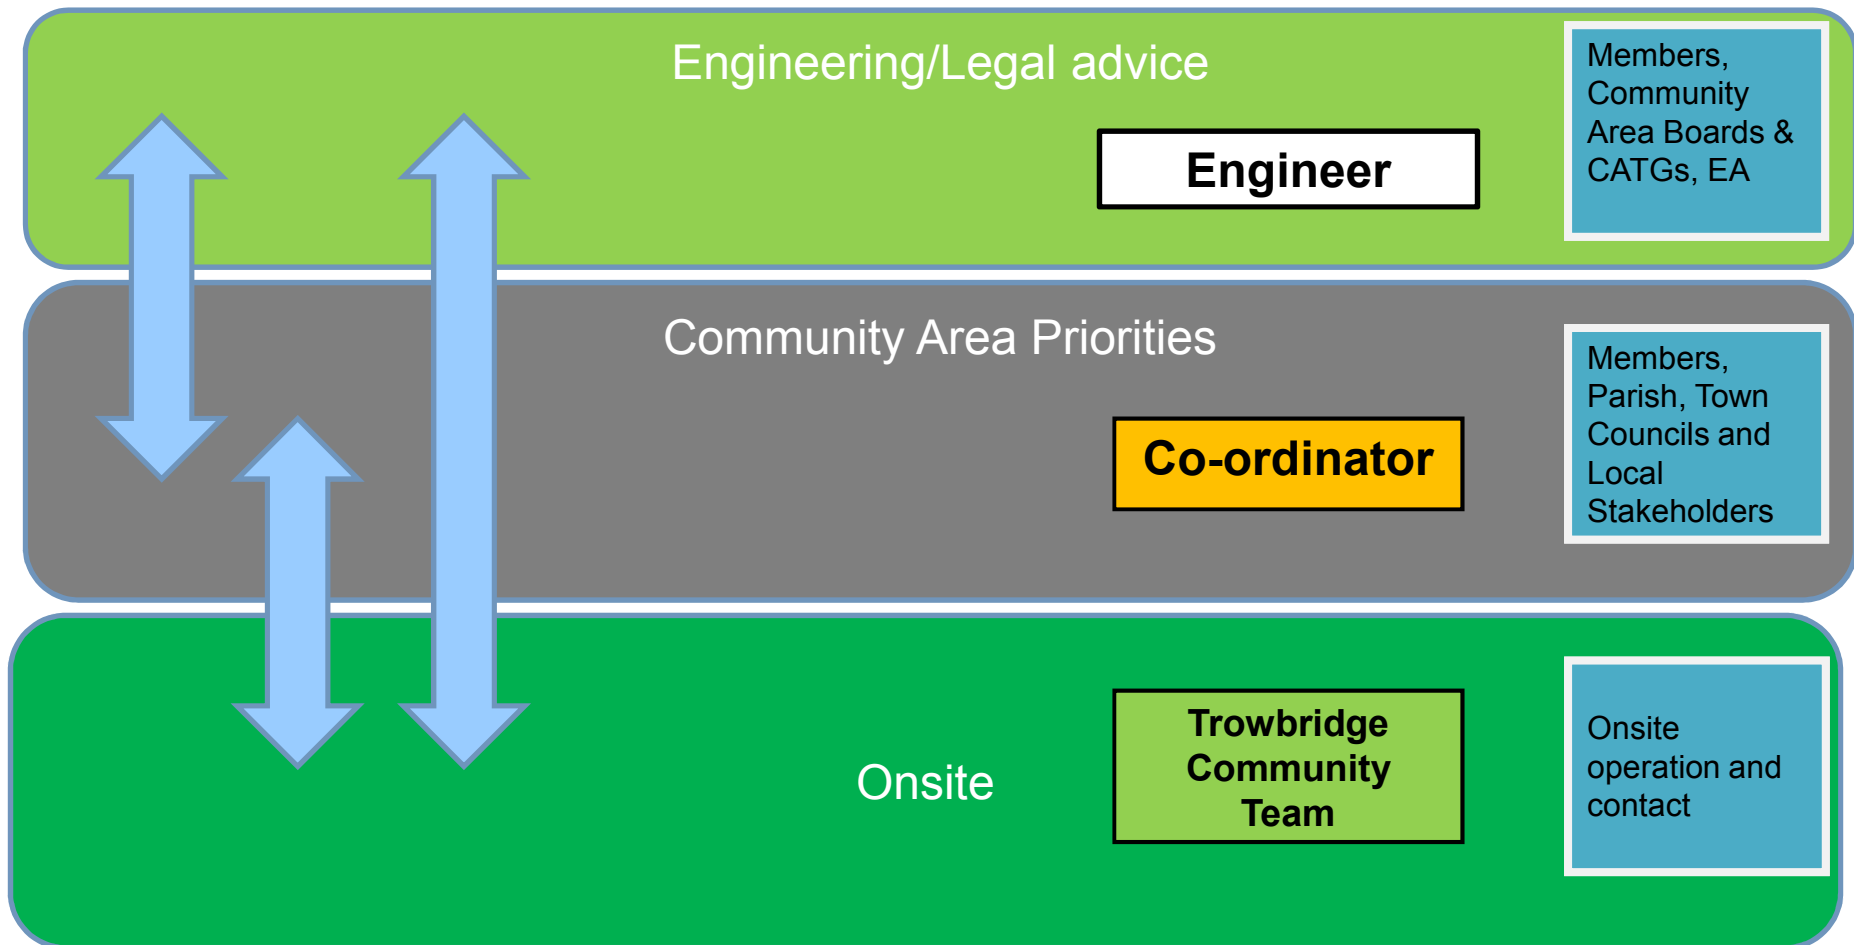 Engineering/Legal advice
Engineer
Members,
Community
Area Boards &
CATGs, EA
Community Area Priorities
Co-ordinator
Members,
Parish, Town
Councils and
Local
Stakeholders
Onsite
Trowbridge
Community
Team
Onsite
operation and
contact